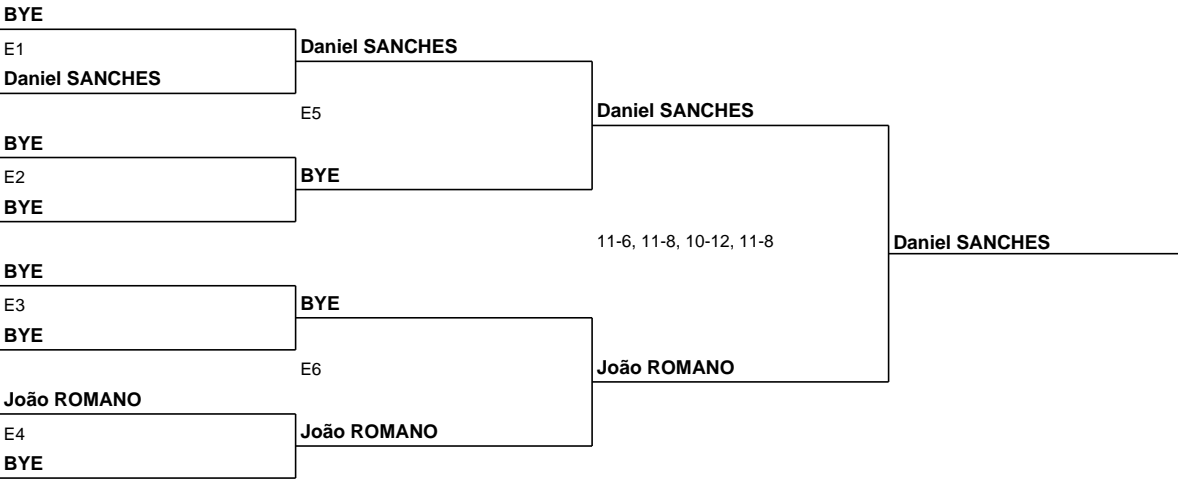 BYE
E1
Daniel SANCHES
BYE
E2
BYE
BYE
E3
BYE
João ROMANO
E4
BYE
Daniel SANCHES
E5
BYE
BYE
E6
João ROMANO
Daniel SANCHES
11-6, 11-8, 10-12, 11-8
João ROMANO
Daniel SANCHES